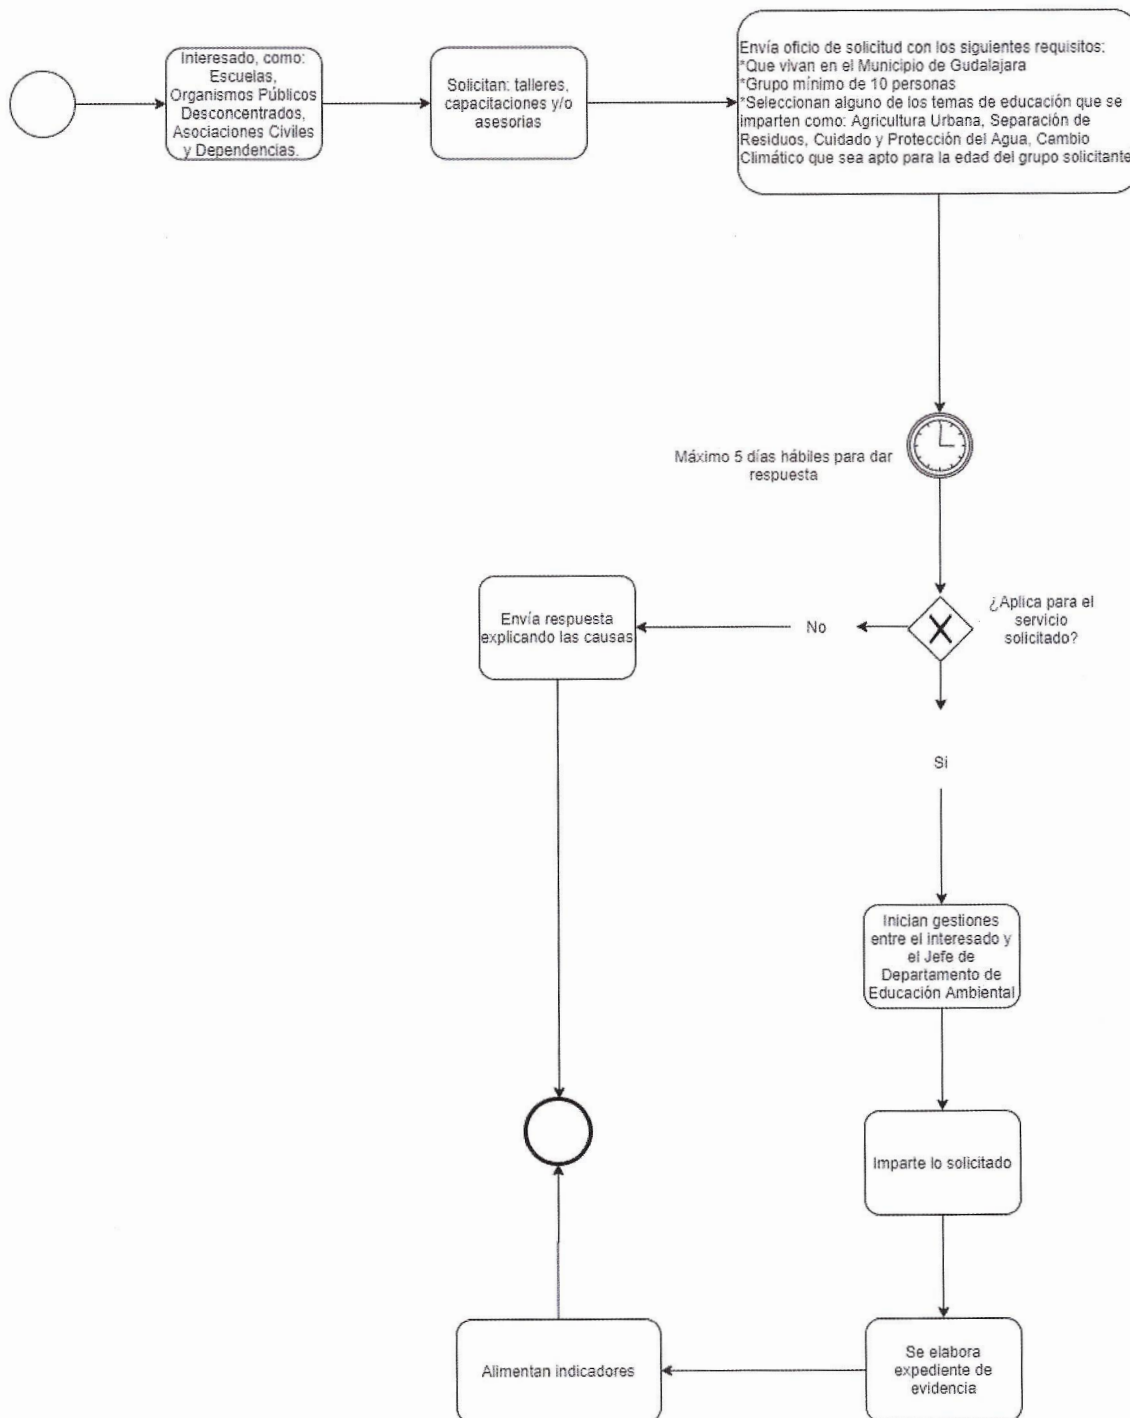 Interesado, como:
Escuelas,
Organismos Públicos
Desconcentrados,
Asociaciones Civiles
y Dependencias.
Solicitan: talleres,
capacitaciones y/o
asesorias
Envía oficio de solicitud con los siguientes requisitos:
*Que vivan en el Municipio de Gudalajara
*Grupo mínimo de 10 personas
*Seleccionan alguno de los temas de educación que se
imparten como: Agricultura Urbana, Separación de
Residuos, Cuidado y Protección del Agua, Cambio
Climático que sea apto para la edad del grupo solicitante
Máximo 5 días hábiles para dar
respuesta
¿Aplica para el
servicio
solicitado?
No
Envía respuesta
explicando las causas
Si
Inician gestiones
entre el interesado y
el Jefe de
Departamento de
Educación Ambiental
Imparte lo solicitado
Se elabora
expediente de
evidencia
Alimentan indicadores